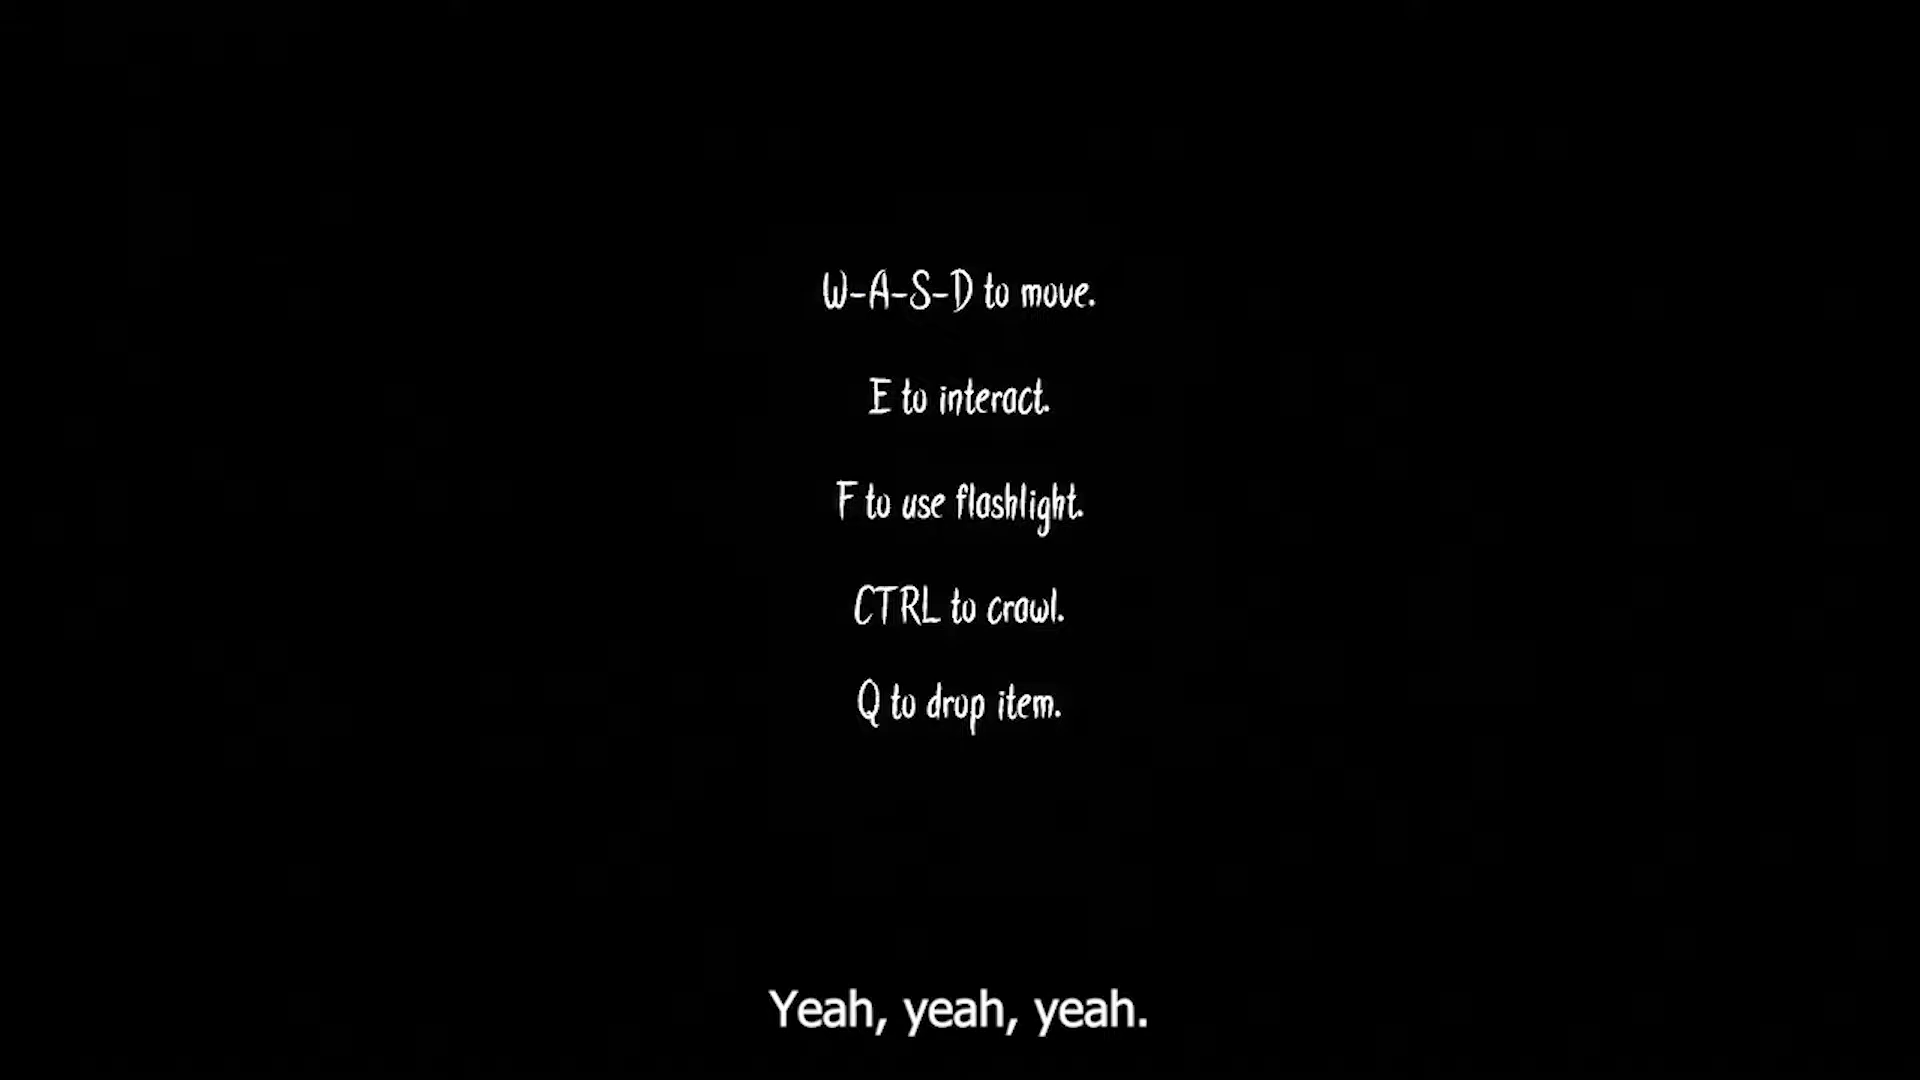 W-A-S-D to move.
E to interact.
F to use flashlight.
CTRL to crawl.
Q to drop item.
Yeah, yeah, yeah.